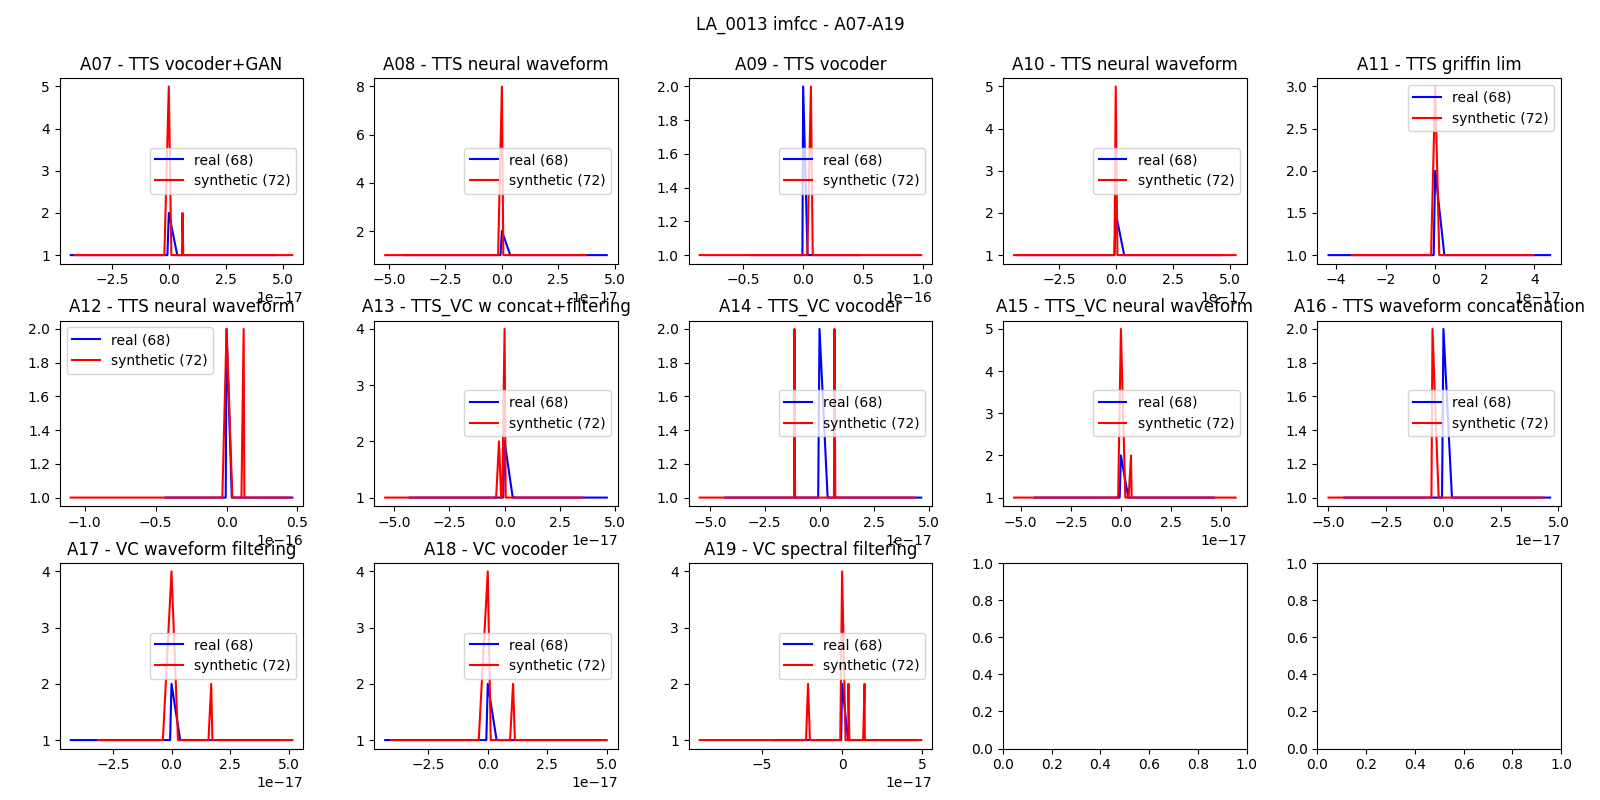 LA_0013 imfcc - A07-A19
A07 - TTS vocoder+GAN
5
4
3
2
1
real (68)
synthetic (72)
−2.5 0.0 2.5 5.0
1e−17
A08 - TTS neural waveform
8
6
4
2
real (68)
synthetic (72)
−5.0 −2.5 0.0 2.5 5.0
1e−17
A09 - TTS vocoder
2.0
1.8
1.6
1.4
1.2
1.0
real (68)
synthetic (72)
−0.5 0.0 0.5 1.0
1e−16
A10 - TTS neural waveform
5
4
3
2
1
real (68)
synthetic (72)
−2.5 0.0 2.5 5.0
1e−17
A11 - TTS griffin lim
3.0
2.5
2.0
1.5
1.0
real (68)
synthetic (72)
−4 −2 0 2 4
1e−17
A12 - TTS neural waveform
2.0
1.8
1.6
1.4
1.2
1.0
real (68)
synthetic (72)
−1.0 −0.5 0.0 0.5
1e−16
A13 - TTS_VC w concat+filtering
4
3
2
1
real (68)
synthetic (72)
−5.0 −2.5 0.0 2.5 5.0
1e−17
A14 - TTS_VC vocoder
2.0
1.8
1.6
1.4
1.2
1.0
real (68)
synthetic (72)
−5.0 −2.5 0.0 2.5 5.0
1e−17
A15 - TTS_VC neural waveform
5
4
3
2
1
real (68)
synthetic (72)
−5.0 −2.5 0.0 2.5 5.0
1e−17
A16 - TTS waveform concatenation
2.0
1.8
1.6
1.4
1.2
1.0
real (68)
synthetic (72)
−5.0 −2.5 0.0 2.5 5.0
1e−17
A17 - VC waveform filtering
4
3
2
1
real (68)
synthetic (72)
−2.5 0.0 2.5 5.0
1e−17
A18 - VC vocoder
4
3
2
1
real (68)
synthetic (72)
−2.5 0.0 2.5 5.0
1e−17
A19 - VC spectral filtering
4
3
2
1
real (68)
synthetic (72)
−5 0 5
1e−17
1.0
0.8
0.6
0.4
0.2
0.0
0.0 0.2 0.4 0.6 0.8 1.0
1.0
0.8
0.6
0.4
0.2
0.0
0.0 0.2 0.4 0.6 0.8 1.0